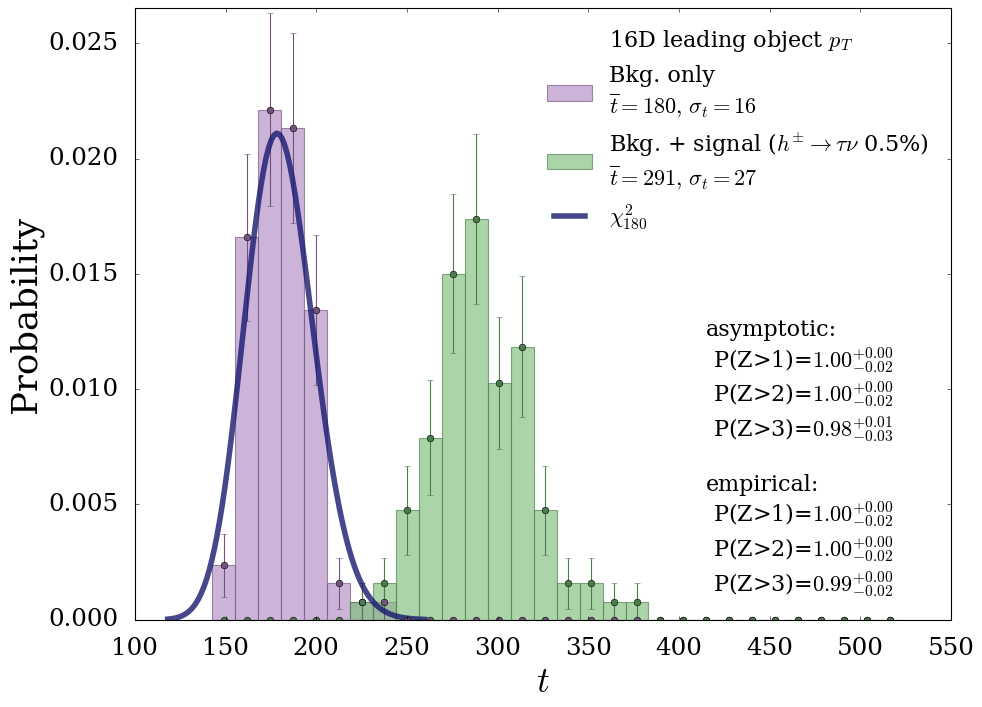 16D leading object $p_T$
Bkg. only
$\overline{t}=180$, $\sigma_t=16$
Bkg. + signal ($h^{\pm}\rightarrow\tau\nu$ 0.5%)
$\overline{t}=291$, $\sigma_t=27$
$\chi^2_{180}$
asymptotic:
P(Z>1)=$1.00^{+0.00}_{-0.02}$
P(Z>2)=$1.00^{+0.00}_{-0.02}$
P(Z>3)=$0.98^{+0.01}_{-0.03}$
empirical:
P(Z>1)=$1.00^{+0.00}_{-0.02}$
P(Z>2)=$1.00^{+0.00}_{-0.02}$
P(Z>3)=$0.99^{+0.00}_{-0.02}$
Probability
0.025
0.020
0.015
0.010
0.005
0.000
100 150 200 250 300 350 400 450 500 550
$t$